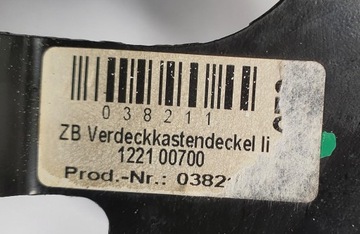 038211
ZB Verdeckkastendeckel li
1221 00700
Prod.-Nr.: 0382